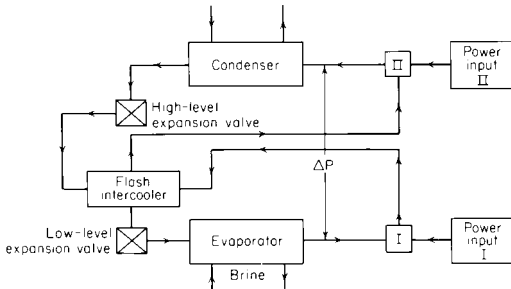 Condenser
II
Power
input
II
High-level
expansion valve
ΔP
Flash
intercooler
Low-level
expansion valve
Evaporator
I
Power
input
I
Brine